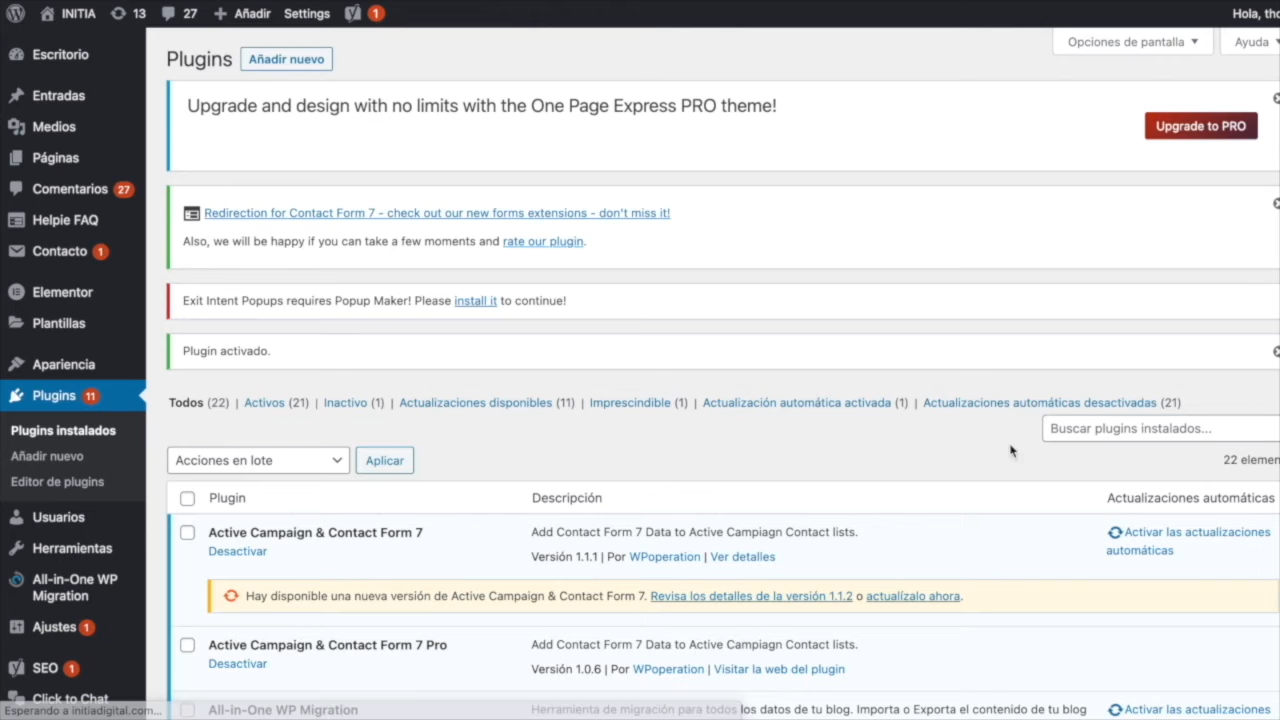 INITIA 13 27 Añadir Settings 1 Hola, tho
Escritorio
Entradas
Medios
Páginas
Comentarios 27
Helpie FAQ
Contacto 1
Elementor
Plantillas
Apariencia
Plugins 11
Plugins instalados
Añadir nuevo
Editor de plugins
Usuarios
Herramientas
All-in-One WP
Migration
Ajustes 1
SEO 1
Click to Chat
Esperando a initiadigital.com...
Opciones de pantalla Ayuda
Plugins Añadir nuevo
Upgrade and design with no limits with the One Page Express PRO theme!
Upgrade to PRO
Redirection for Contact Form 7 - check out our new forms extensions - don't miss it!
Also, we will be happy if you can take a few moments and rate our plugin.
Exit Intent Popups requires Popup Maker! Please install it to continue!
Plugin activado.
Todos (22) | Activos (21) | Inactivo (1) | Actualizaciones disponibles (11) | Imprescindible (1) | Actualización automática activada (1) | Actualizaciones automáticas desactivadas (21)
Buscar plugins instalados...
Acciones en lote Aplicar
22 elemen
Plugin Descripción Actualizaciones automáticas
Active Campaign & Contact Form 7
Desactivar
Add Contact Form 7 Data to Active Campiagn Contact lists.
Versión 1.1.1 | Por WPoperation | Ver detalles
Activar las actualizaciones
automáticas
Hay disponible una nueva versión de Active Campaign & Contact Form 7. Revisa los detalles de la versión 1.1.2 o actualízalo ahora.
Active Campaign & Contact Form 7 Pro
Desactivar
Add Contact Form 7 Data to Active Campiagn Contact lists.
Versión 1.0.6 | Por WPoperation | Visitar la web del plugin
All-in-One WP Migration
Herramienta de migración para todos los datos de tu blog. Importa o Exporta el contenido de tu blog
Activar las actualizaciones